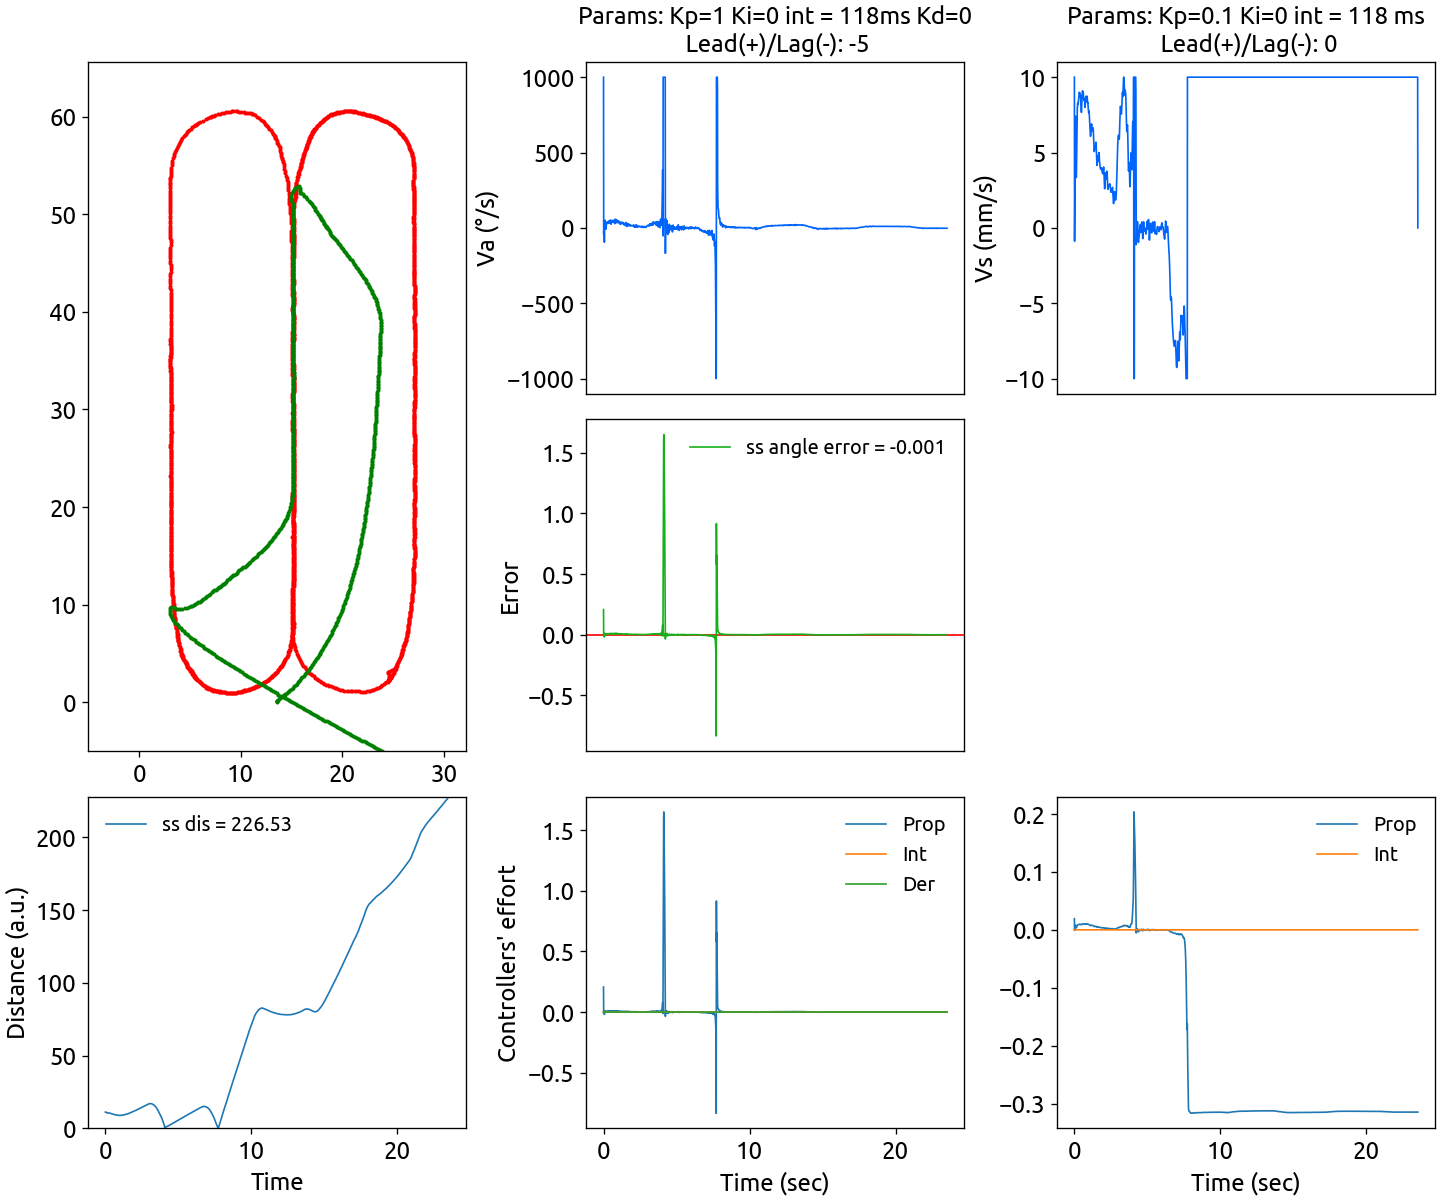 Params: Kp=1 Ki=0 int = 118ms Kd=0
Lead(+)/Lag(-): -5
Params: Kp=0.1 Ki=0 int = 118 ms
Lead(+)/Lag(-): 0
60
50
40
30
20
10
0
0 10 20 30
Va (°/s)
1000
500
0
−500
−1000
Vs (mm/s)
10
5
0
−5
−10
Error
1.5
1.0
0.5
0.0
−0.5
ss angle error = -0.001
Distance (a.u.)
200
150
100
50
0
ss dis = 226.53
0 10 20
Time
Controllers' effort
1.5
1.0
0.5
0.0
−0.5
Prop
Int
Der
0 10 20
Time (sec)
0.2
0.1
0.0
−0.1
−0.2
−0.3
Prop
Int
0 10 20
Time (sec)